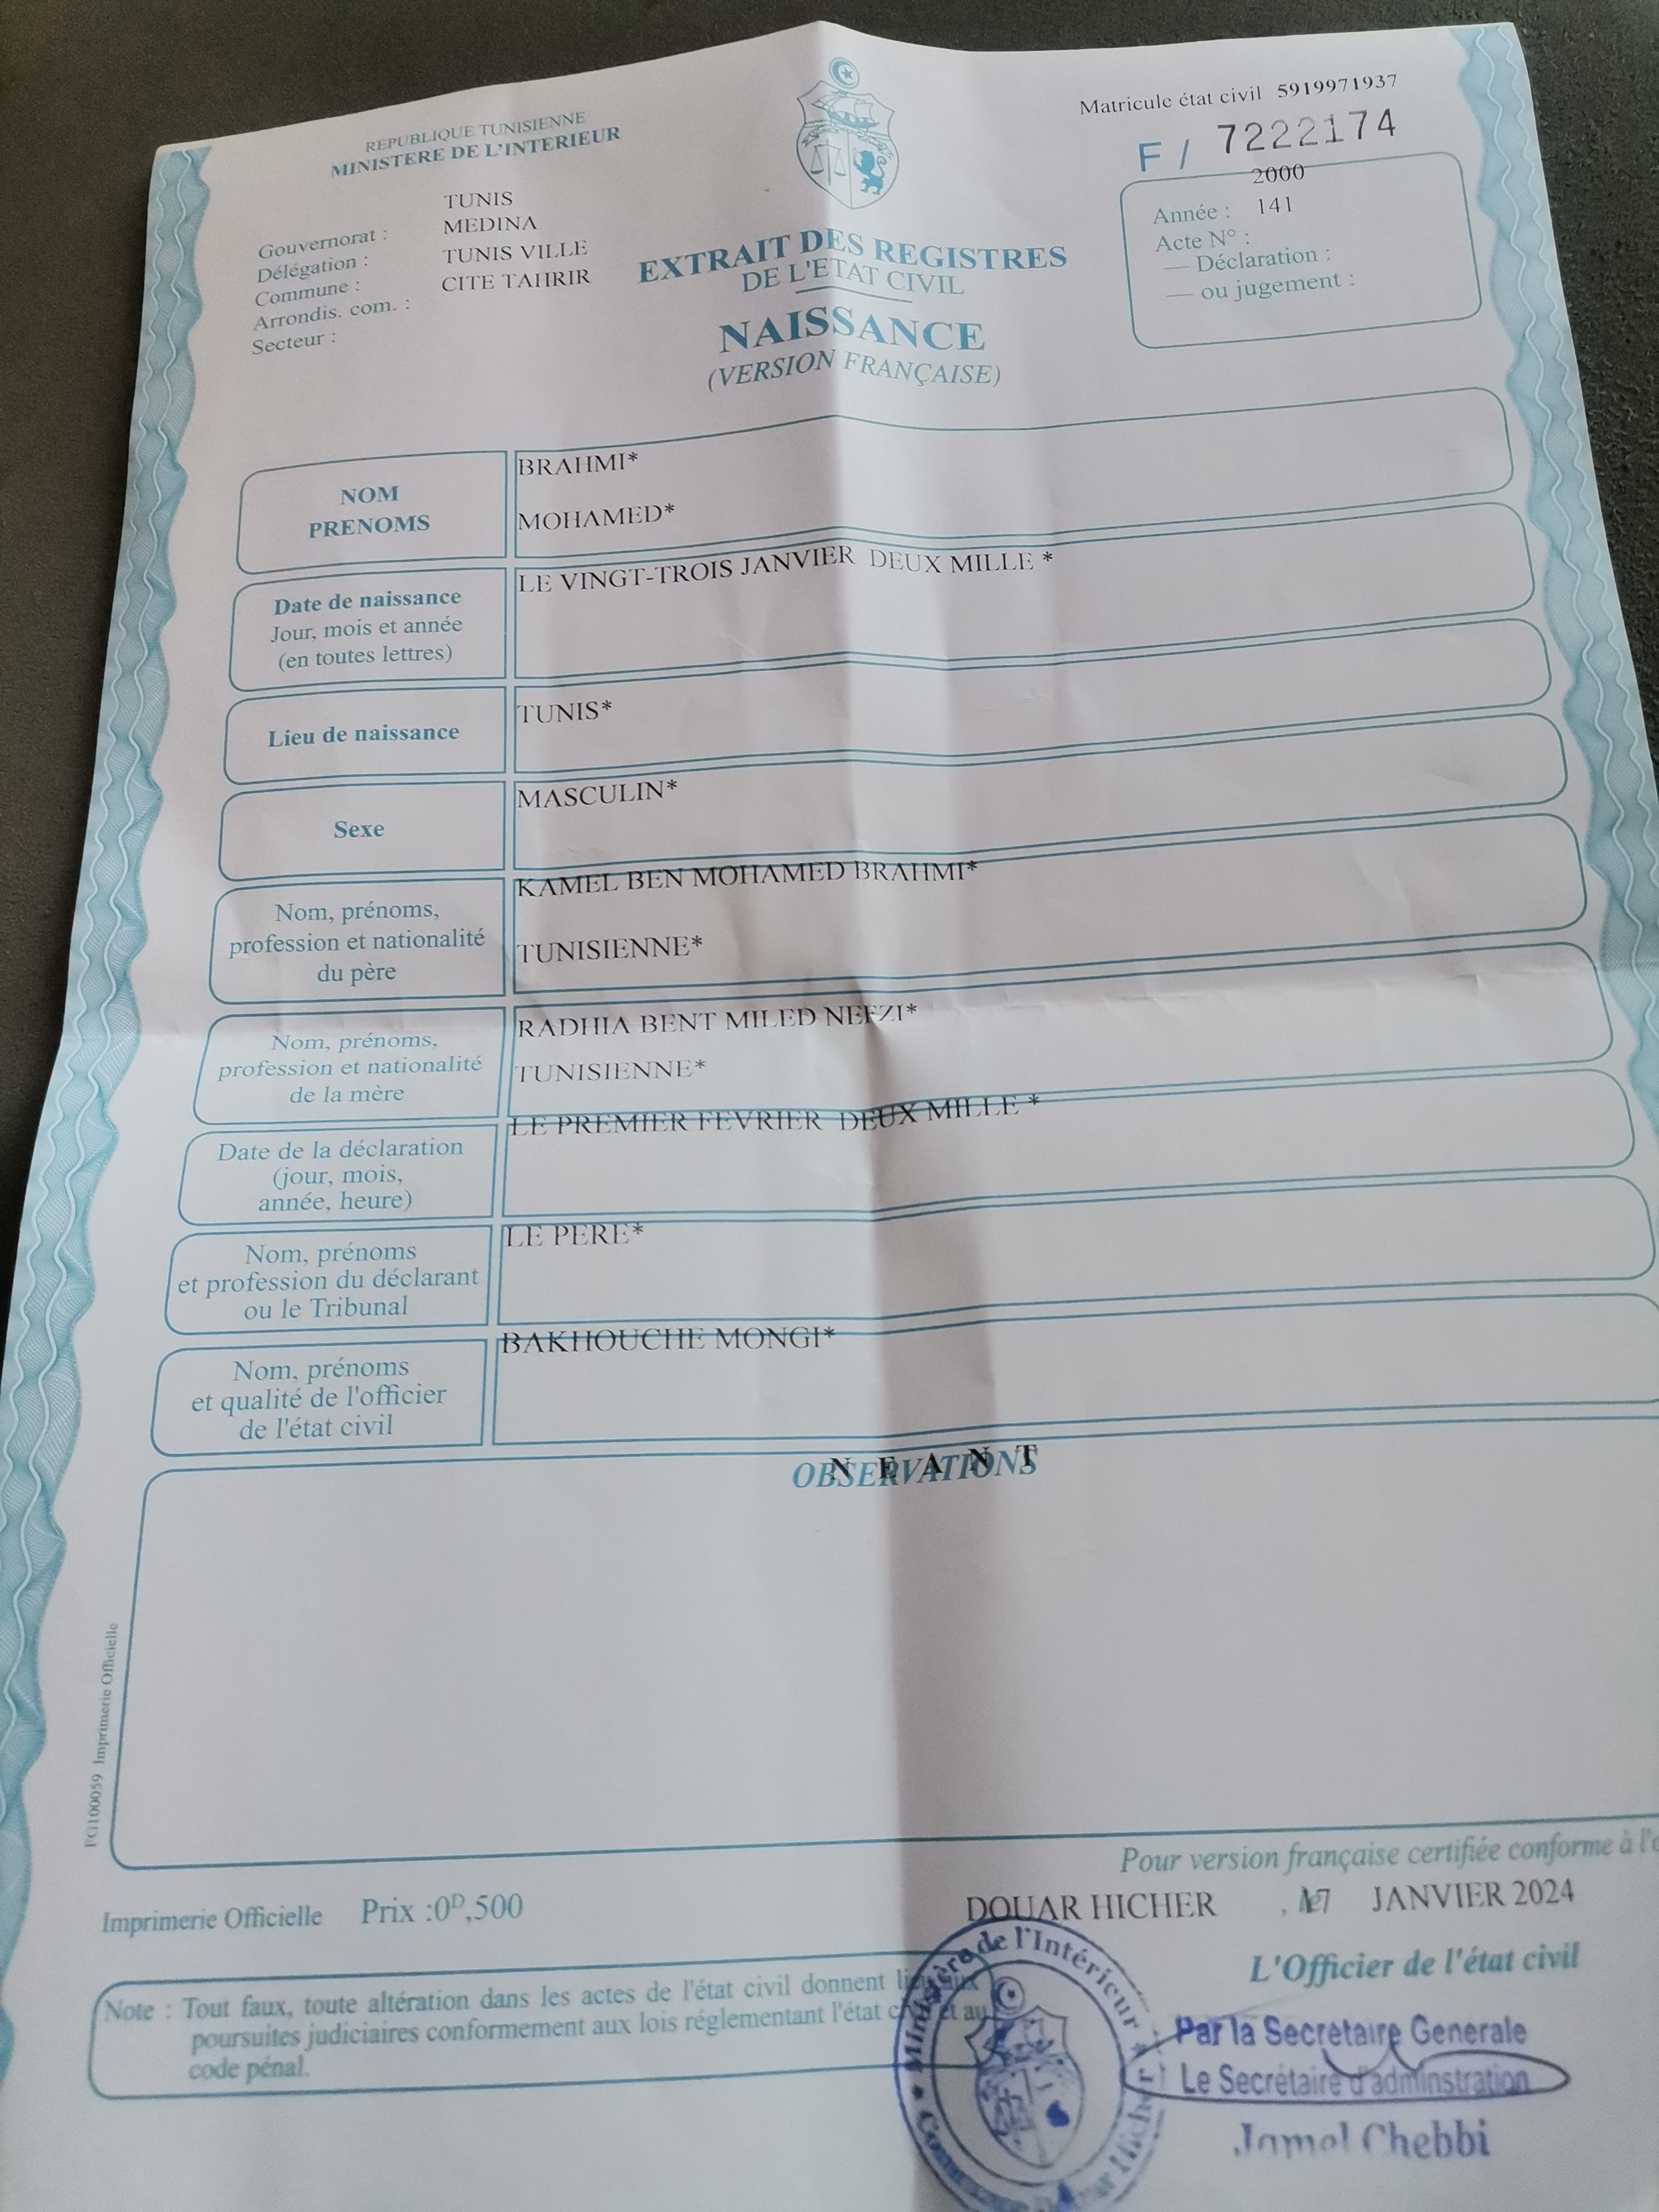 REPUBLIQUE TUNISIENNE
MINISTERE DE L'INTERIEUR
Matricule état civil 5919971937
F / 7222174
Gouvernorat : TUNIS
Délégation : MEDINA
Commune : TUNIS VILLE
Arrondis. com. : CITE TAHRIR
Secteur :
EXTRAIT DES REGISTRES
DE L'ETAT CIVIL
NAISSANCE
(VERSION FRANÇAISE)
2000
Année : 141
Acte N° :
— Déclaration :
— ou jugement :
NOM
PRENOMS
BRAHMI*
MOHAMED*
Date de naissance
Jour, mois et année
(en toutes lettres)
LE VINGT-TROIS JANVIER DEUX MILLE *
Lieu de naissance
TUNIS*
Sexe
MASCULIN*
Nom, prénoms,
profession et nationalité
du père
KAMEL BEN MOHAMED BRAHMI*
TUNISIENNE*
Nom, prénoms,
profession et nationalité
de la mère
RADHIA BENT MILED NEFZI*
TUNISIENNE*
Date de la déclaration
(jour, mois,
année, heure)
LE PREMIER FEVRIER DEUX MILLE *
Nom, prénoms
et profession du déclarant
ou le Tribunal
LE PERE*
Nom, prénoms
et qualité de l'officier
de l'état civil
BAKHOUCHE MONGI*
OBSERVATIONS
N E A N T
FG100059 Imprimerie Officielle
Pour version française certifiée conforme à
DOUAR HICHER , le 17 JANVIER 2024
Imprimerie Officielle Prix :0D,500
L'Officier de l'état civil
Note : Tout faux, toute altération dans les actes de l'état civil donnent lieu aux
poursuites judiciaires conformement aux lois réglementant l'état civil et au
code pénal.
Ministère de l'Intérieur
Par la Secretaire Generale
Le Secrétaire d'adminstration
Jamel Chebbi